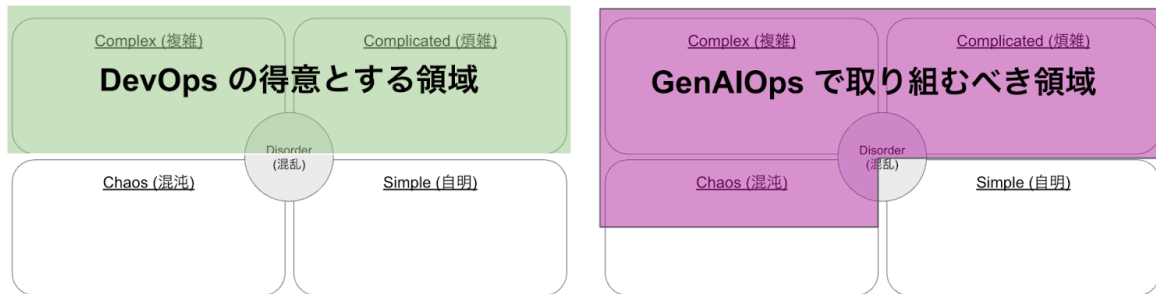 Complex (複雑)
Complicated (煩雑)
DevOps の得意とする領域
Disorder
(混乱)
Chaos (混沌)
Simple (自明)
Complex (複雑)
Complicated (煩雑)
GenAIOps で取り組むべき領域
Disorder
(混乱)
Chaos (混沌)
Simple (自明)